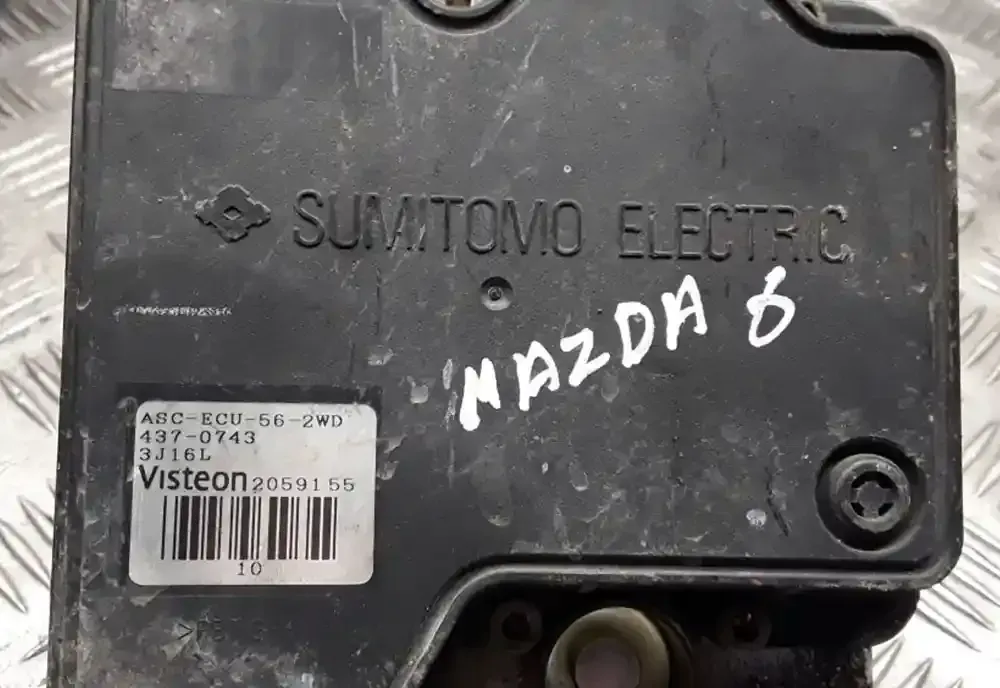 SUMITOMO ELECTRIC
MAZDA 6
ASC-ECU-56-2WD
437-0743
3J16L
Visteon 2059155
10